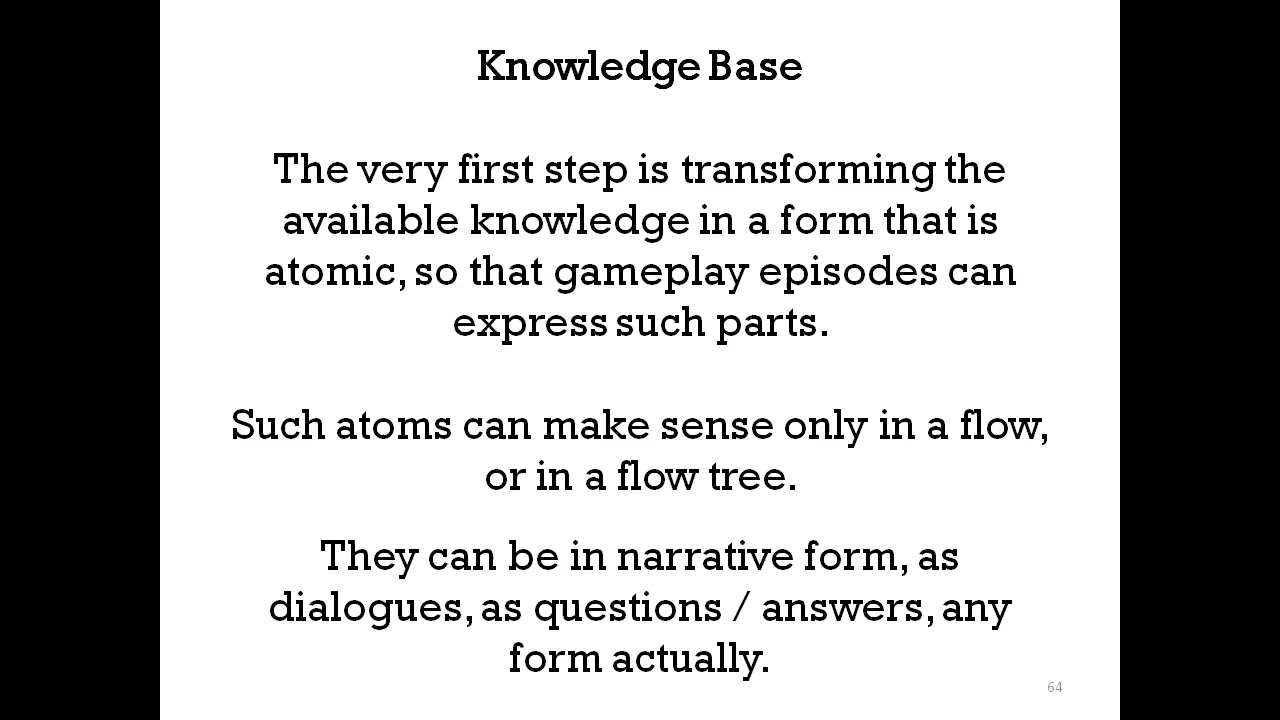 Knowledge Base
The very first step is transforming the
available knowledge in a form that is
atomic, so that gameplay episodes can
express such parts.
Such atoms can make sense only in a flow,
or in a flow tree.
They can be in narrative form, as
dialogues, as questions / answers, any
form actually.
64